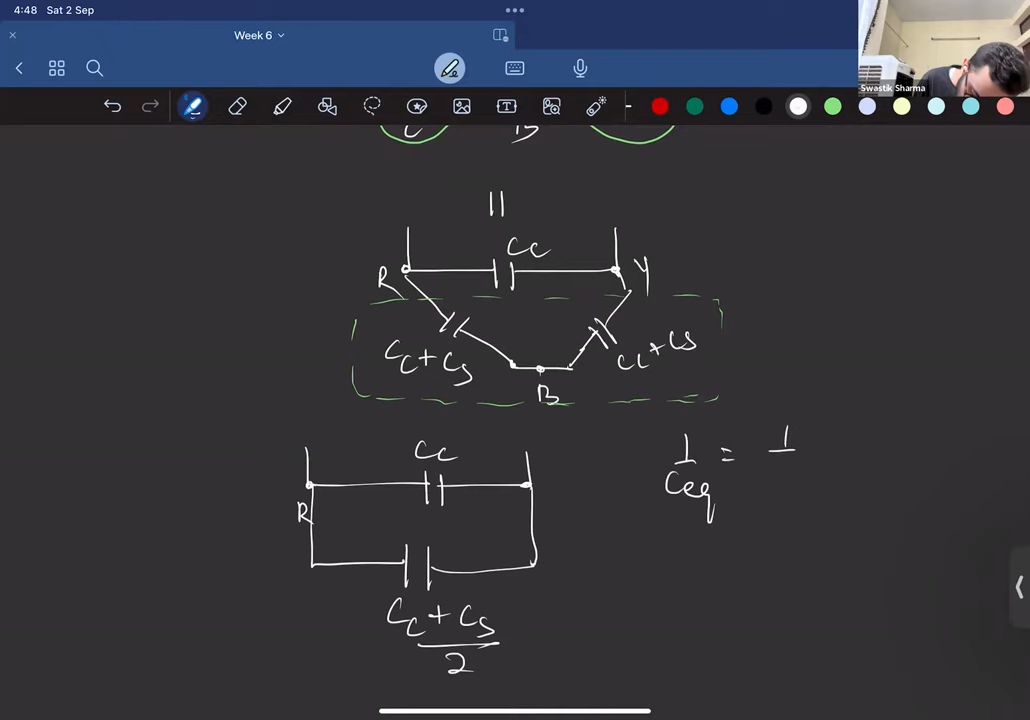 4:48 Sat 2 Sep
Week 6
Swastik Sharma
B
||
Cc
R
Y
Cc + Cs
Cc + Cs
B
Cc
1/Ceq = 1
R
Cc + Cs
2